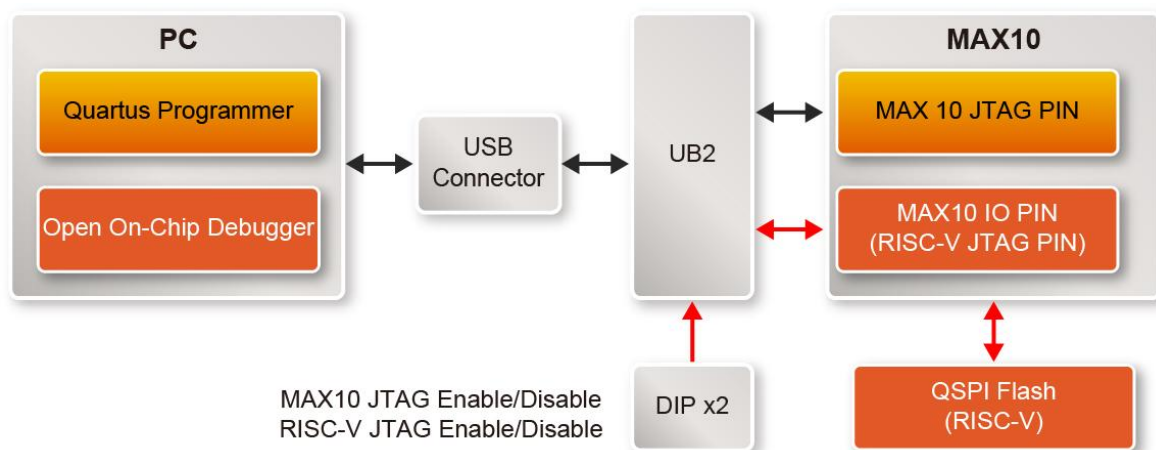 PC
Quartus Programmer
Open On-Chip Debugger
USB
Connector
UB2
MAX10
MAX 10 JTAG PIN
MAX10 IO PIN
(RISC-V JTAG PIN)
MAX10 JTAG Enable/Disable
RISC-V JTAG Enable/Disable
DIP x2
QSPI Flash
(RISC-V)